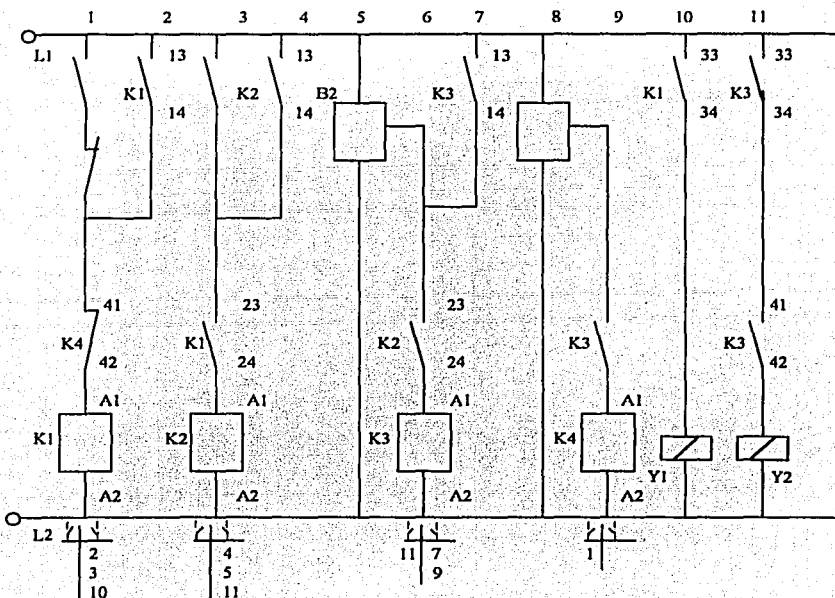 1 2 3 4 5 6 7 8 9 10 11
L1 13 13 13 33 33
K1 K2 B2 K3 K1 K3
14 14 14 34 34
41 23 23 41
K4 K1 K2 K3 K3
42 24 24 42
A1 A1 A1 A1
K1 K2 K3 K4
Y1 Y2
A2 A2 A2 A2
L2
2 4 11 7 1
3 5 9
10 11